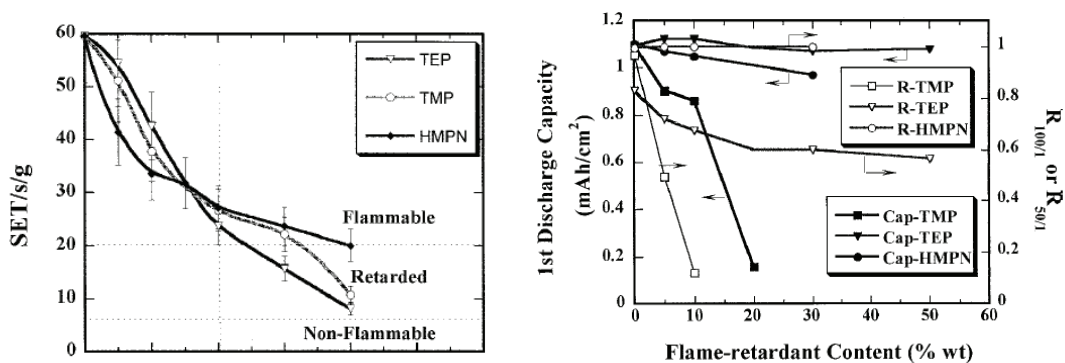 60
50
40
30
20
10
0
SET/s/g
TEP
TMP
HMPN
Flammable
Retarded
Non-Flammable
1.2
1
0.8
0.6
0.4
0.2
0
1st Discharge Capacity
(mAh/cm²)
R-TMP
R-TEP
R-HMPN
Cap-TMP
Cap-TEP
Cap-HMPN
1
0.8
0.6
0.4
0.2
0
R100/1 or R50/1
0 10 20 30 40 50 60
Flame-retardant Content (% wt)